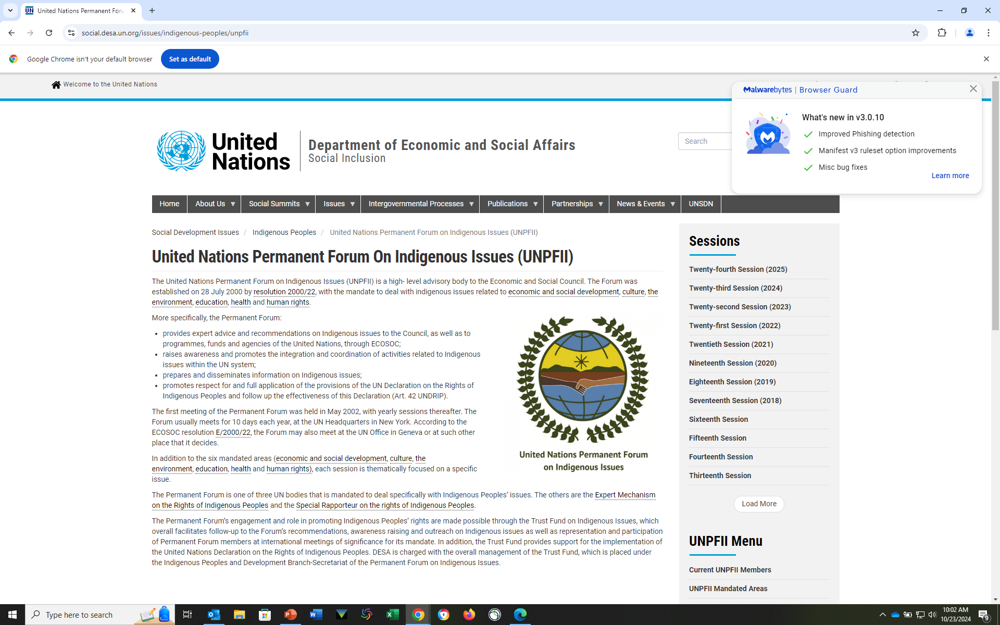 United Nations Permanent Foru
social.desa.un.org/issues/indigenous-peoples/unpfii
Google Chrome isn't your default browser
Set as default
Welcome to the United Nations
Malwarebytes | Browser Guard
What's new in v3.0.10
Improved Phishing detection
Manifest v3 ruleset option improvements
Misc bug fixes
Learn more
United
Nations
Department of Economic and Social Affairs
Social Inclusion
Search
Home About Us Social Summits Issues Intergovernmental Processes Publications Partnerships News & Events UNSDN
Social Development Issues / Indigenous Peoples / United Nations Permanent Forum on Indigenous Issues (UNPFII)
United Nations Permanent Forum On Indigenous Issues (UNPFII)
The United Nations Permanent Forum on Indigenous Issues (UNPFII) is a high- level advisory body to the Economic and Social Council. The Forum was
established on 28 July 2000 by resolution 2000/22, with the mandate to deal with indigenous issues related to economic and social development, culture, the
environment, education, health and human rights.
More specifically, the Permanent Forum:
• provides expert advice and recommendations on Indigenous issues to the Council, as well as to
programmes, funds and agencies of the United Nations, through ECOSOC;
• raises awareness and promotes the integration and coordination of activities related to Indigenous
issues within the UN system;
• prepares and disseminates information on Indigenous issues;
• promotes respect for and full application of the provisions of the UN Declaration on the Rights of
Indigenous Peoples and follow up the effectiveness of this Declaration (Art. 42 UNDRIP).
The first meeting of the Permanent Forum was held in May 2002, with yearly sessions thereafter. The
Forum usually meets for 10 days each year, at the UN Headquarters in New York. According to the
ECOSOC resolution E/2000/22, the Forum may also meet at the UN Office in Geneva or at such other
place that it decides.
In addition to the six mandated areas (economic and social development, culture, the
environment, education, health and human rights), each session is thematically focused on a specific
issue.
United Nations Permanent Forum
on Indigenous Issues
The Permanent Forum is one of three UN bodies that is mandated to deal specifically with Indigenous Peoples’ issues. The others are the Expert Mechanism
on the Rights of Indigenous Peoples and the Special Rapporteur on the rights of Indigenous Peoples.
The Permanent Forum’s engagement and role in promoting Indigenous Peoples’ rights are made possible through the Trust Fund on Indigenous Issues, which
overall facilitates follow-up to the Forum’s recommendations, awareness raising and outreach on Indigenous issues as well as representation and participation
of Permanent Forum members at international meetings of significance for its mandate. In addition, the Trust Fund provides support for the implementation of
the United Nations Declaration on the Rights of Indigenous Peoples. DESA is charged with the overall management of the Trust Fund, which is placed under
the Indigenous Peoples and Development Branch-Secretariat of the Permanent Forum on Indigenous Issues.
Sessions
Twenty-fourth Session (2025)
Twenty-third Session (2024)
Twenty-second Session (2023)
Twenty-first Session (2022)
Twentieth Session (2021)
Nineteenth Session (2020)
Eighteenth Session (2019)
Seventeenth Session (2018)
Sixteenth Session
Fifteenth Session
Fourteenth Session
Thirteenth Session
Load More
UNPFII Menu
Current UNPFII Members
UNPFII Mandated Areas
Type here to search
10:02 AM
10/23/2024
9